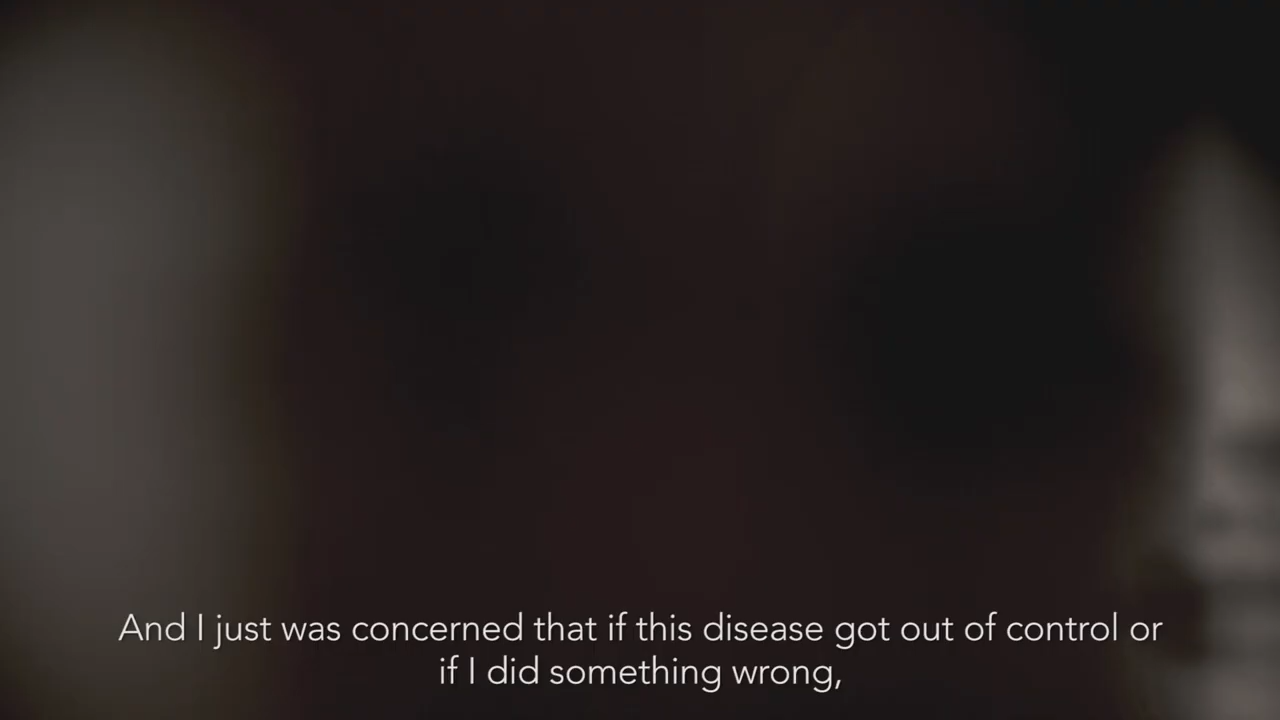 And I just was concerned that if this disease got out of control or
if I did something wrong,